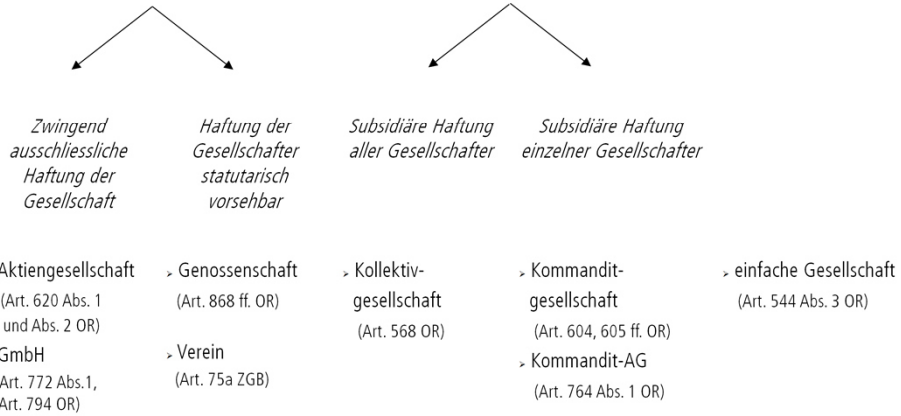 Zwingend
ausschliessliche
Haftung der
Gesellschaft
Haftung der
Gesellschafter
statutarisch
vorsehbar
Subsidiäre Haftung
aller Gesellschafter
Subsidiäre Haftung
einzelner Gesellschafter
Aktiengesellschaft
(Art. 620 Abs. 1
und Abs. 2 OR)
GmbH
(Art. 772 Abs.1,
Art. 794 OR)
➢ Genossenschaft
(Art. 868 ff. OR)
➢ Verein
(Art. 75a ZGB)
➢ Kollektiv-
gesellschaft
(Art. 568 OR)
➢ Kommandit-
gesellschaft
(Art. 604, 605 ff. OR)
➢ Kommandit-AG
(Art. 764 Abs. 1 OR)
➢ einfache Gesellschaft
(Art. 544 Abs. 3 OR)